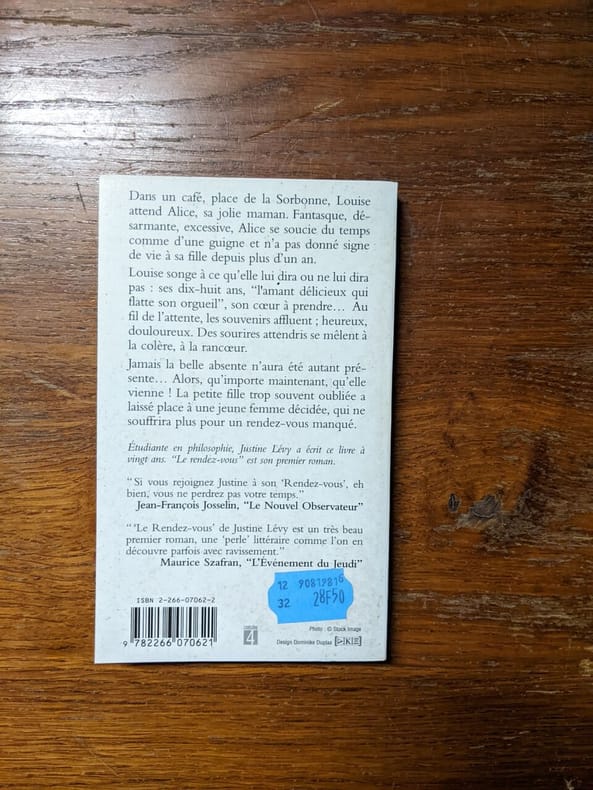 Dans un café, place de la Sorbonne, Louise
attend Alice, sa jolie maman. Fantasque, dé-
sarmante, excessive, Alice se soucie du temps
comme d'une guigne et n'a pas donné signe
de vie à sa fille depuis plus d'un an.
Louise songe à ce qu'elle lui dira ou ne lui dira
pas : ses dix-huit ans, "l'amant délicieux qui
flatte son orgueil", son cœur à prendre... Au
fil de l'attente, les souvenirs affluent ; heureux,
douloureux. Des sourires attendris se mêlent à
la colère, à la rancœur.
Jamais la belle absente n'aura été autant pré-
sente... Alors, qu'importe maintenant, qu'elle
vienne ! La petite fille trop souvent oubliée a
laissé place à une jeune femme décidée, qui ne
souffrira plus pour un rendez-vous manqué.
Étudiante en philosophie, Justine Lévy a écrit ce livre à
vingt ans. "Le rendez-vous" est son premier roman.
"Si vous rejoignez Justine à son 'Rendez-vous', eh
bien, vous ne perdrez pas votre temps."
Jean-François Josselin, "Le Nouvel Observateur"
"'Le Rendez-vous' de Justine Lévy est un très beau
premier roman, une 'perle' littéraire comme l'on en
découvre parfois avec ravissement."
Maurice Szafran, "L'Événement du Jeudi"
12 90819816
32 28F50
ISBN 2-266-07062-2
9 782266 070621
4
Photo : © Stock Image
Design Dominike Duplaa